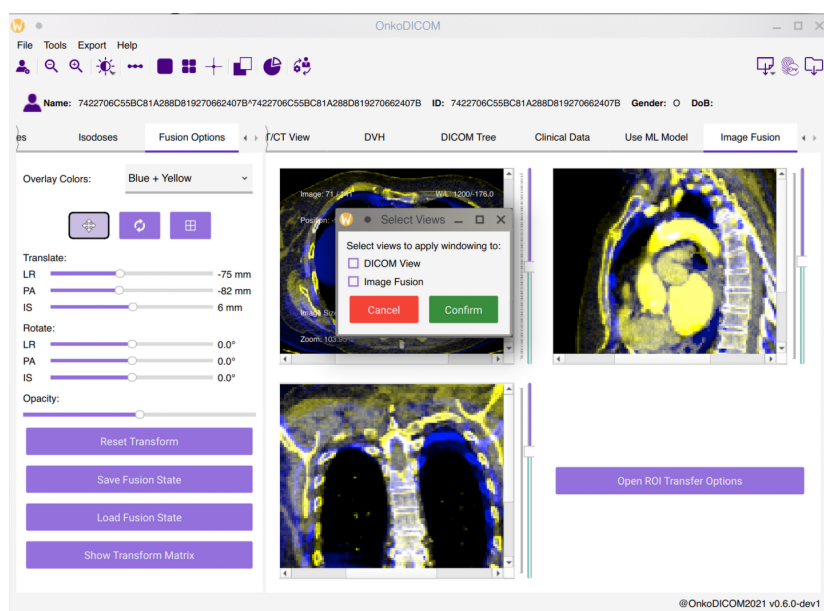 OnkoDICOM
File Tools Export Help
Name: 7422706C55BC81A288D819270662407B^7422706C55BC81A288D819270662407B ID: 7422706C55BC81A288D819270662407B Gender: O DoB:
es Isodoses Fusion Options T/CT View DVH DICOM Tree Clinical Data Use ML Model Image Fusion
Overlay Colors: Blue + Yellow
Translate:
LR -75 mm
PA -82 mm
IS 6 mm
Rotate:
LR 0.0°
PA 0.0°
IS 0.0°
Opacity:
Reset Transform
Save Fusion State
Load Fusion State
Show Transform Matrix
Image: 71 / W/L: 1200/-176.0
Position:
Select Views
Select views to apply windowing to:
DICOM View
Image Fusion
Cancel Confirm
Image Size
Zoom:
Open ROI Transfer Options
@OnkoDICOM2021 v0.6.0-dev1